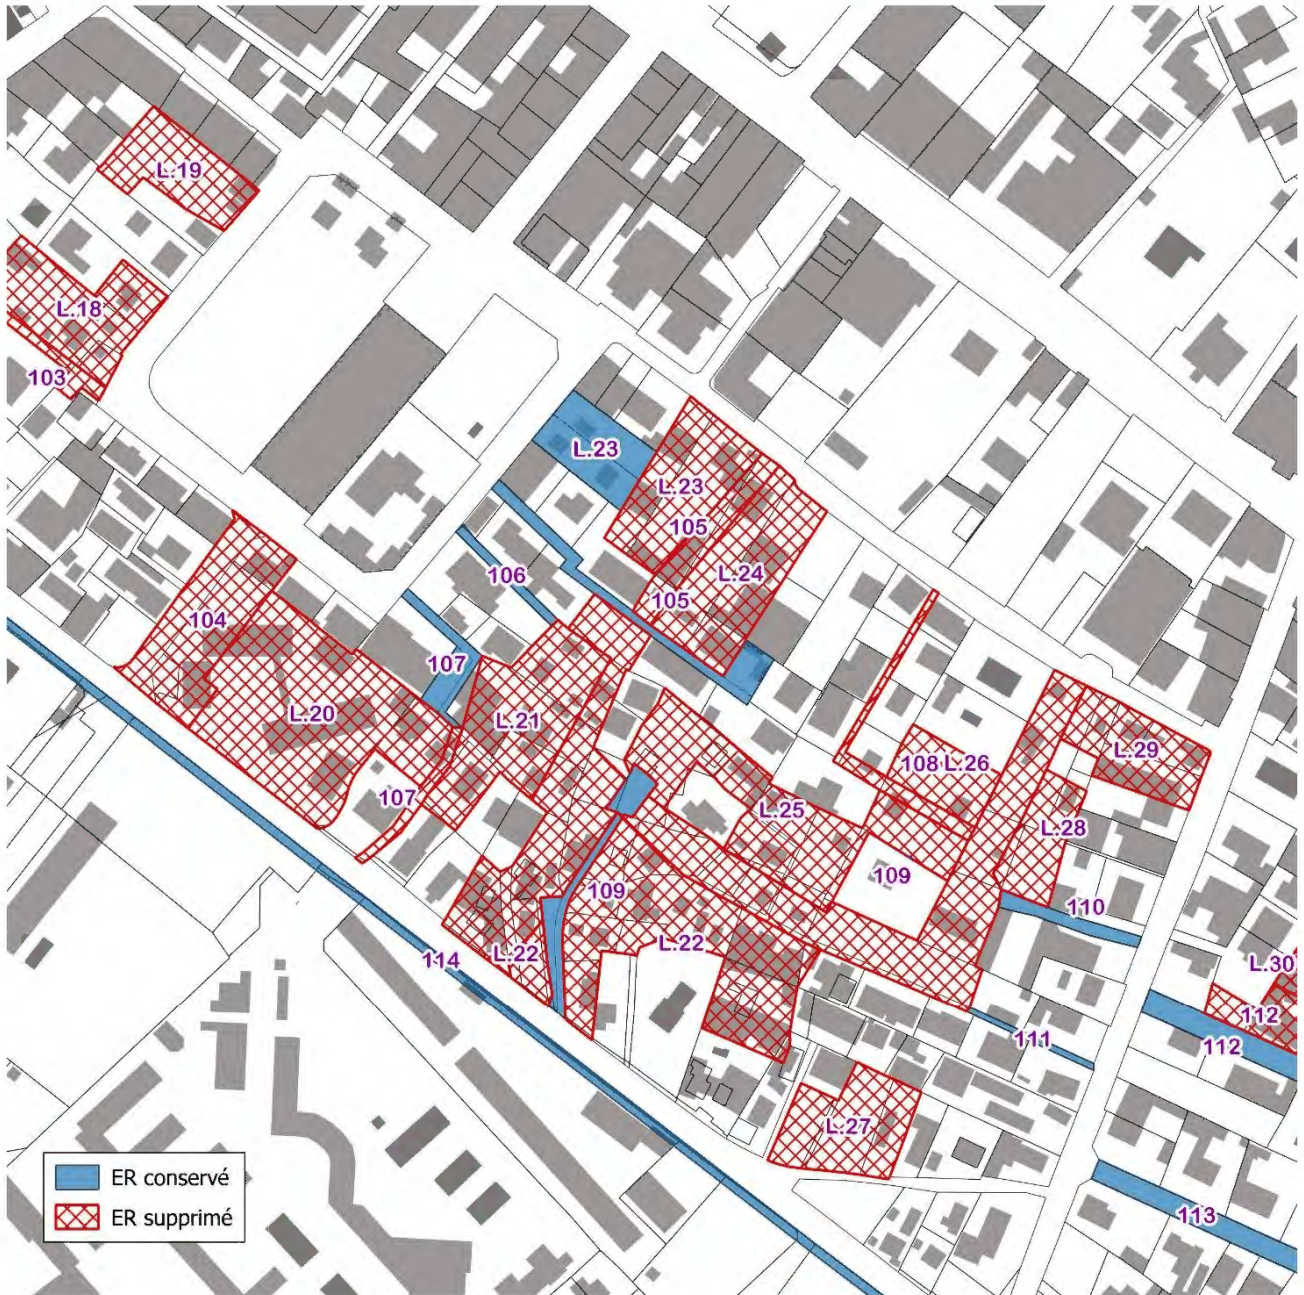 L.19
L.18
103
L.23
L.23
105
106
L.24
105
104
107
L.20
L.21
L.29
108
L.26
107
L.25
L.28
109
109
110
L.22
L.22
114
L.30
112
112
111
L.27
113
ER conservé
ER supprimé